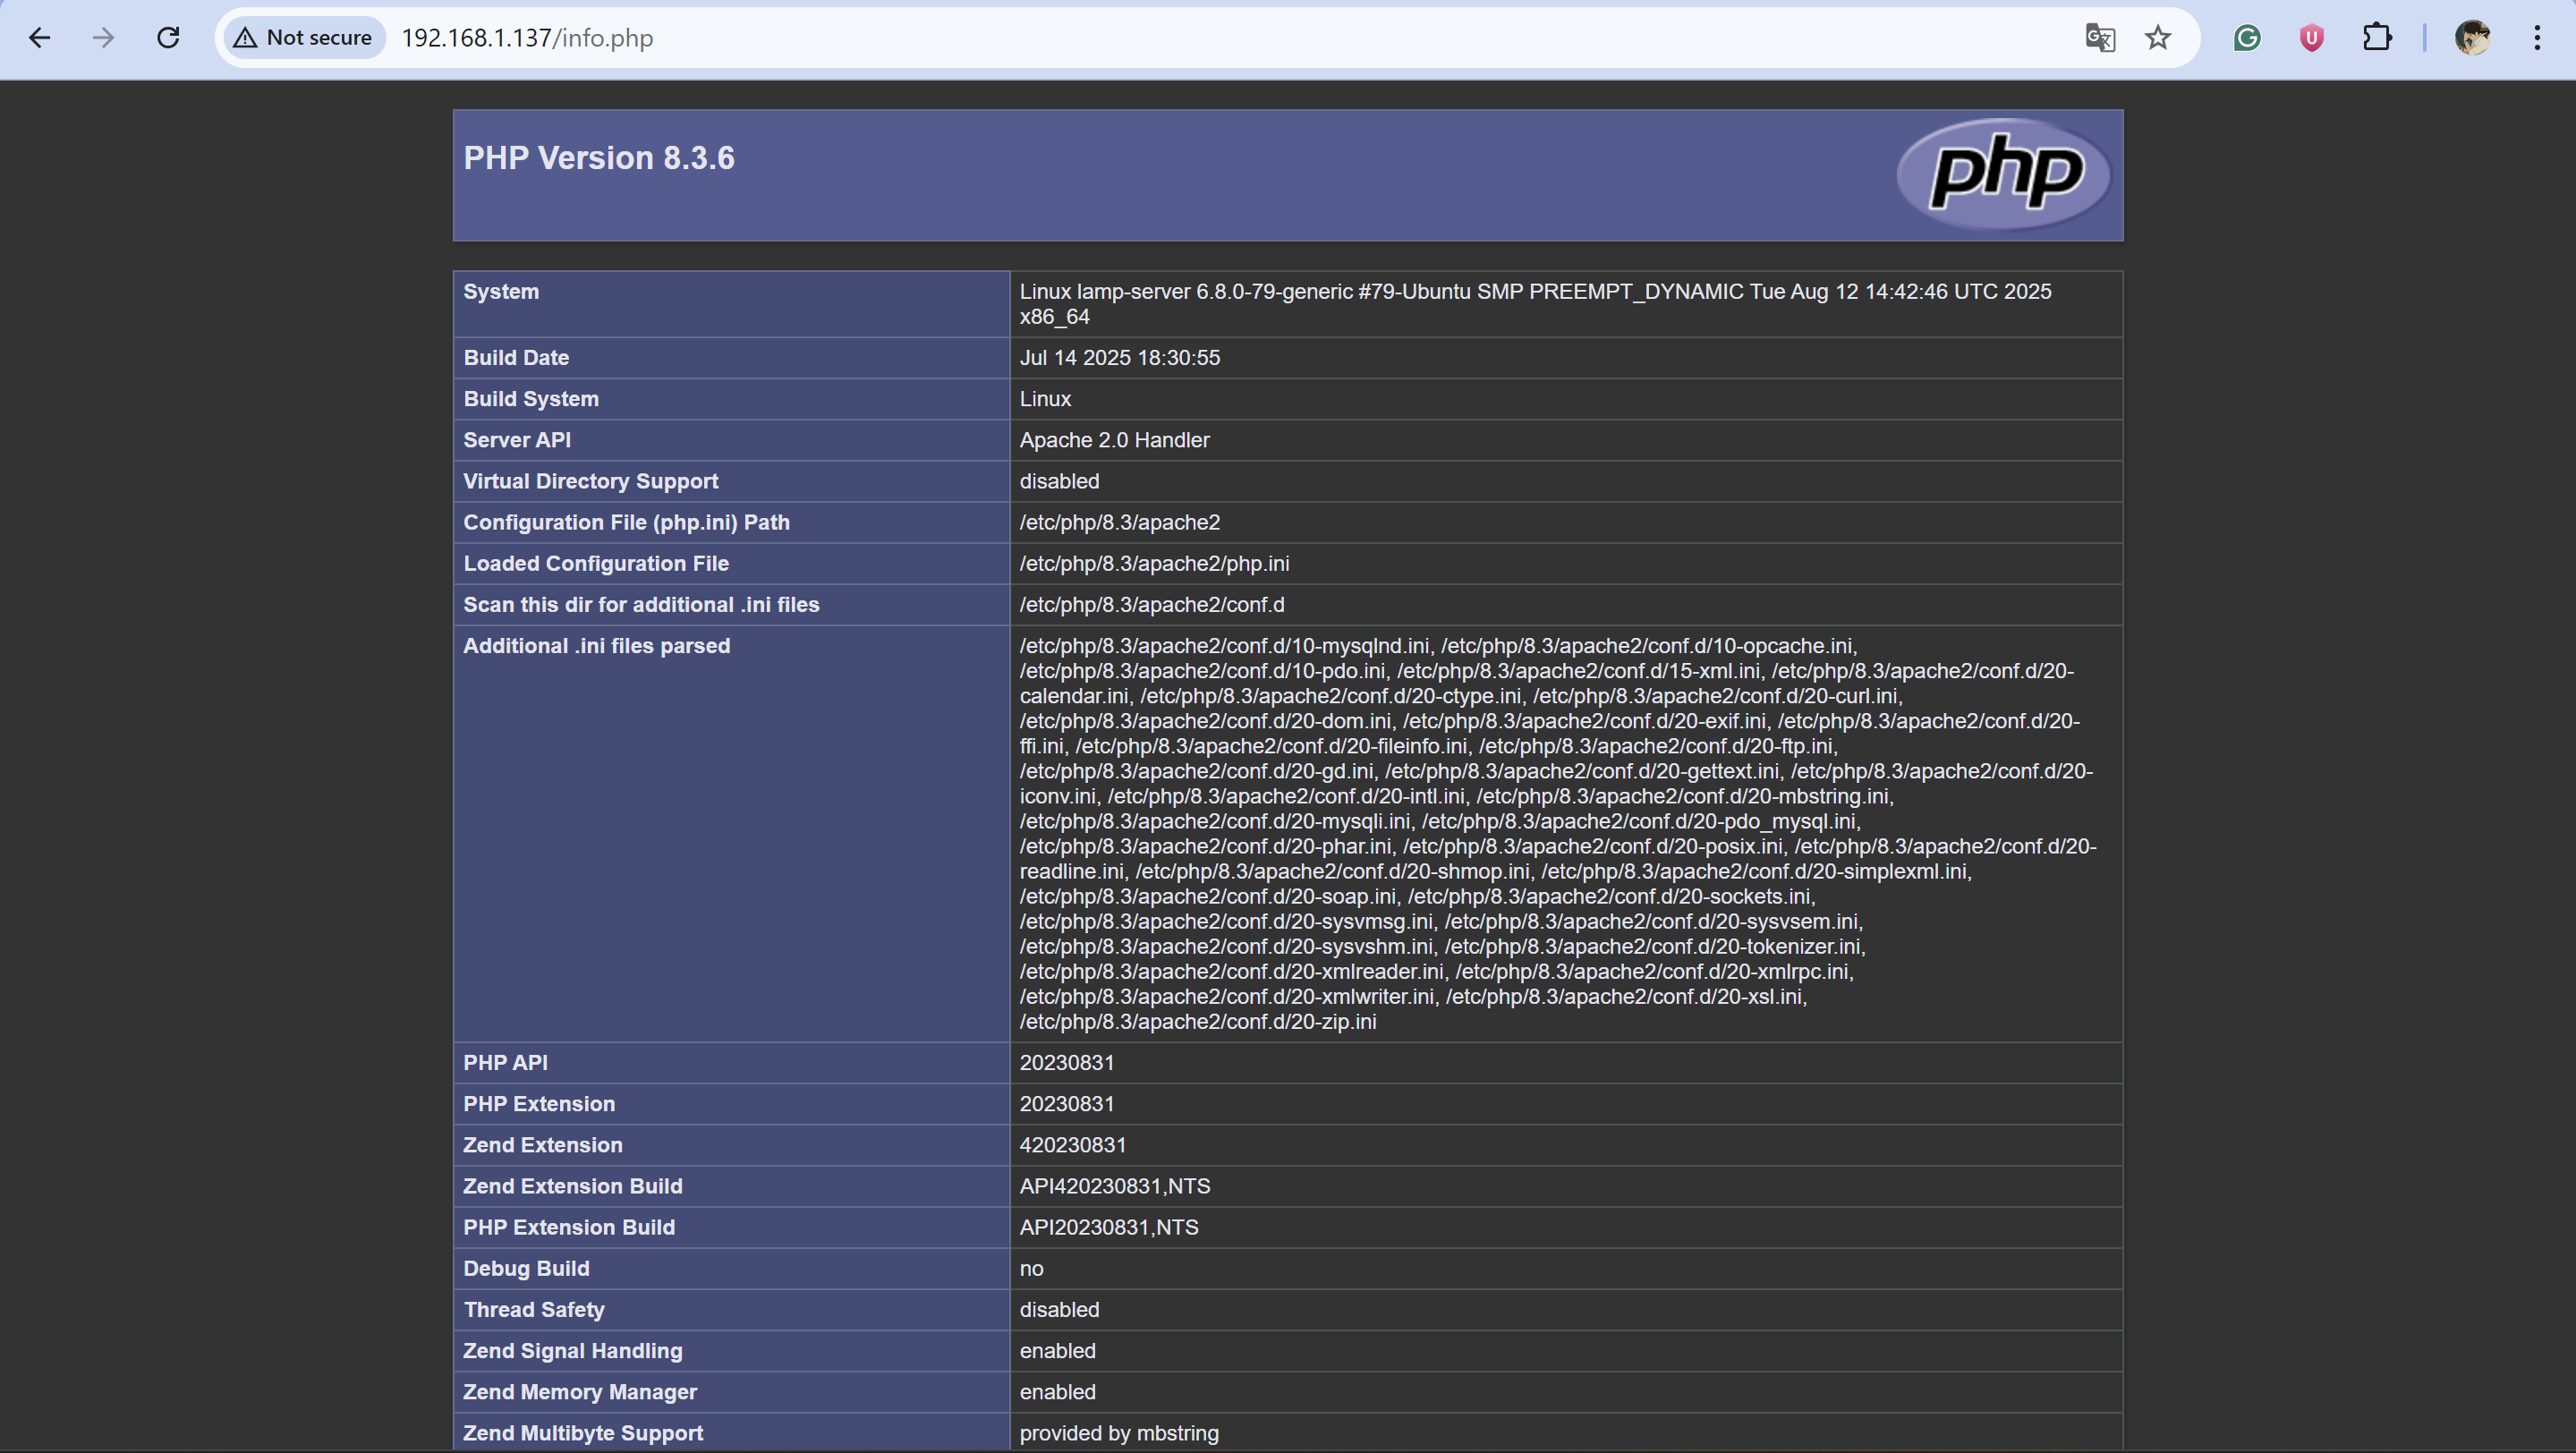 Not secure 192.168.1.137/info.php
PHP Version 8.3.6
php
System Linux lamp-server 6.8.0-79-generic #79-Ubuntu SMP PREEMPT_DYNAMIC Tue Aug 12 14:42:46 UTC 2025
x86_64
Build Date Jul 14 2025 18:30:55
Build System Linux
Server API Apache 2.0 Handler
Virtual Directory Support disabled
Configuration File (php.ini) Path /etc/php/8.3/apache2
Loaded Configuration File /etc/php/8.3/apache2/php.ini
Scan this dir for additional .ini files /etc/php/8.3/apache2/conf.d
Additional .ini files parsed /etc/php/8.3/apache2/conf.d/10-mysqlnd.ini, /etc/php/8.3/apache2/conf.d/10-opcache.ini,
/etc/php/8.3/apache2/conf.d/10-pdo.ini, /etc/php/8.3/apache2/conf.d/15-xml.ini, /etc/php/8.3/apache2/conf.d/20-
calendar.ini, /etc/php/8.3/apache2/conf.d/20-ctype.ini, /etc/php/8.3/apache2/conf.d/20-curl.ini,
/etc/php/8.3/apache2/conf.d/20-dom.ini, /etc/php/8.3/apache2/conf.d/20-exif.ini, /etc/php/8.3/apache2/conf.d/20-
ffi.ini, /etc/php/8.3/apache2/conf.d/20-fileinfo.ini, /etc/php/8.3/apache2/conf.d/20-ftp.ini,
/etc/php/8.3/apache2/conf.d/20-gd.ini, /etc/php/8.3/apache2/conf.d/20-gettext.ini, /etc/php/8.3/apache2/conf.d/20-
iconv.ini, /etc/php/8.3/apache2/conf.d/20-intl.ini, /etc/php/8.3/apache2/conf.d/20-mbstring.ini,
/etc/php/8.3/apache2/conf.d/20-mysqli.ini, /etc/php/8.3/apache2/conf.d/20-pdo_mysql.ini,
/etc/php/8.3/apache2/conf.d/20-phar.ini, /etc/php/8.3/apache2/conf.d/20-posix.ini, /etc/php/8.3/apache2/conf.d/20-
readline.ini, /etc/php/8.3/apache2/conf.d/20-shmop.ini, /etc/php/8.3/apache2/conf.d/20-simplexml.ini,
/etc/php/8.3/apache2/conf.d/20-soap.ini, /etc/php/8.3/apache2/conf.d/20-sockets.ini,
/etc/php/8.3/apache2/conf.d/20-sysvmsg.ini, /etc/php/8.3/apache2/conf.d/20-sysvsem.ini,
/etc/php/8.3/apache2/conf.d/20-sysvshm.ini, /etc/php/8.3/apache2/conf.d/20-tokenizer.ini,
/etc/php/8.3/apache2/conf.d/20-xmlreader.ini, /etc/php/8.3/apache2/conf.d/20-xmlrpc.ini,
/etc/php/8.3/apache2/conf.d/20-xmlwriter.ini, /etc/php/8.3/apache2/conf.d/20-xsl.ini,
/etc/php/8.3/apache2/conf.d/20-zip.ini
PHP API 20230831
PHP Extension 20230831
Zend Extension 420230831
Zend Extension Build API420230831,NTS
PHP Extension Build API20230831,NTS
Debug Build no
Thread Safety disabled
Zend Signal Handling enabled
Zend Memory Manager enabled
Zend Multibyte Support provided by mbstring